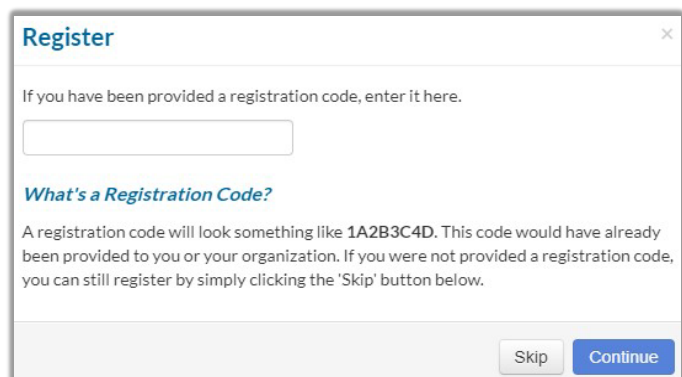 Register ×
If you have been provided a registration code, enter it here.
What's a Registration Code?
A registration code will look something like 1A2B3C4D. This code would have already
been provided to you or your organization. If you were not provided a registration code,
you can still register by simply clicking the 'Skip' button below.
Skip Continue